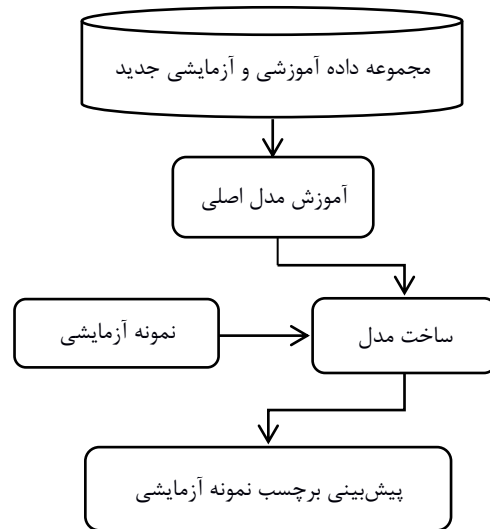 مجموعه داده آموزشی و آزمایشی جدید
آموزش مدل اصلی
ساخت مدل
نمونه آزمایشی
پیش‌بینی برچسب نمونه آزمایشی